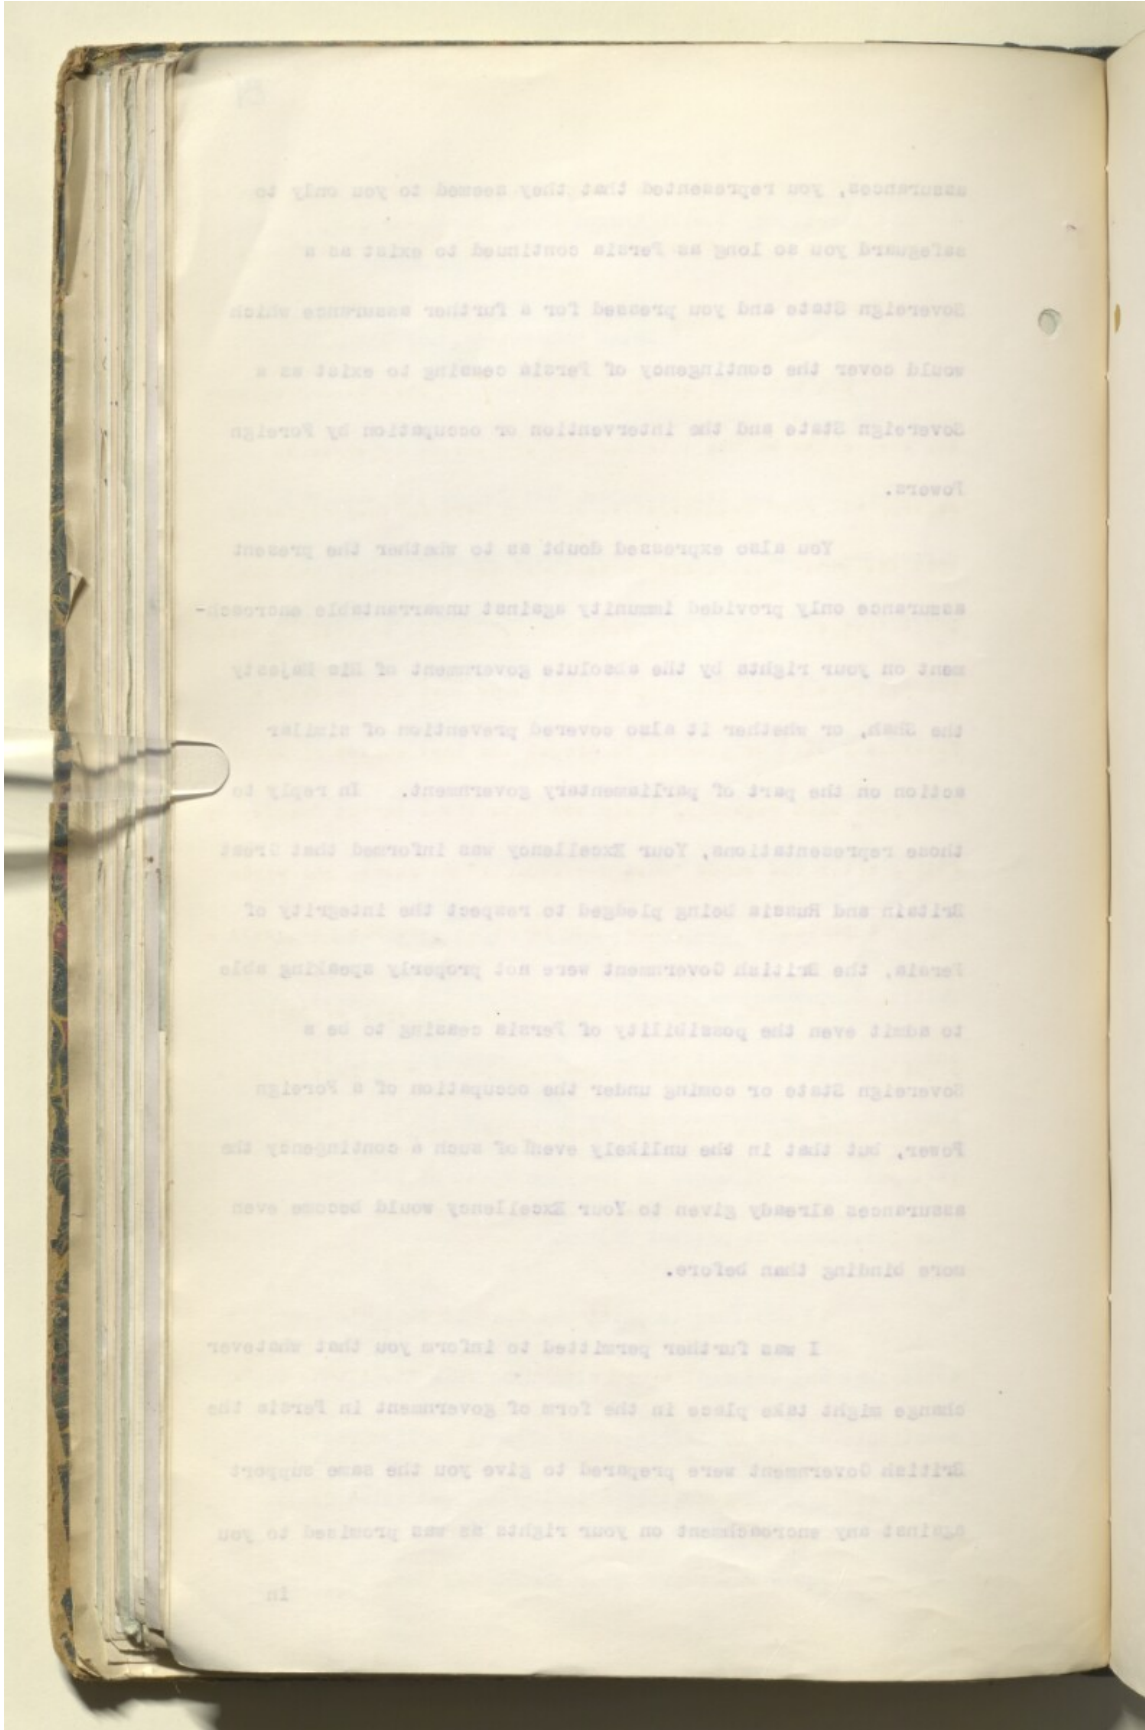 assurances, you represented that they seemed to you only to
safeguard you so long as Persia continued to exist as a
Sovereign State and you pressed for a further assurance which
would cover the contingency of Persia ceasing to exist as a
Sovereign State and the intervention or occupation by Foreign
Powers.
You also expressed doubt as to whether the present
assurance only provided immunity against unwarrantable encroach-
ment on your rights by the absolute government of His Majesty
the Shah, or whether it also covered prevention of similar
action on the part of parliamentary government. In reply to
those representations, Your Excellency was informed that Great
Britain and Russia being pledged to respect the integrity of
Persia, the British Government were not properly speaking able
to admit even the possibility of Persia ceasing to be a
Sovereign State or coming under the occupation of a Foreign
Power, but that in the unlikely event of such a contingency the
assurances already given to Your Excellency would become even
more binding than before.
I was further permitted to inform you that whatever
change might take place in the form of government in Persia the
British Government were prepared to give you the same support
against any encroachment on your rights as was promised to you
in